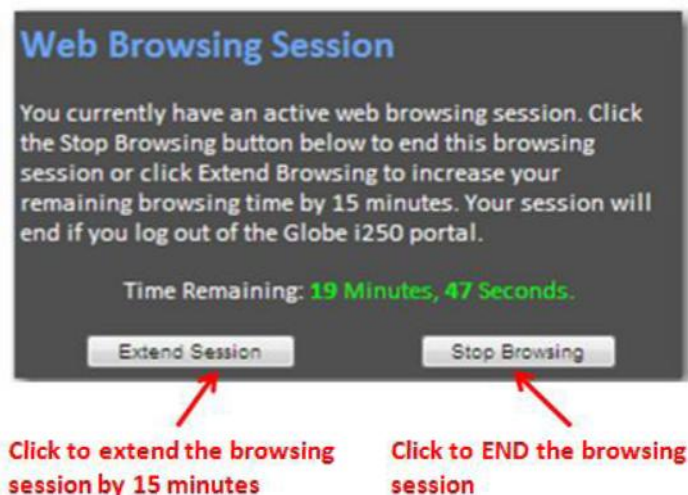 Web Browsing Session
You currently have an active web browsing session. Click
the Stop Browsing button below to end this browsing
session or click Extend Browsing to increase your
remaining browsing time by 15 minutes. Your session will
end if you log out of the Globe i250 portal.
Time Remaining: 19 Minutes, 47 Seconds.
Extend Session Stop Browsing
Click to extend the browsing Click to END the browsing
session by 15 minutes session